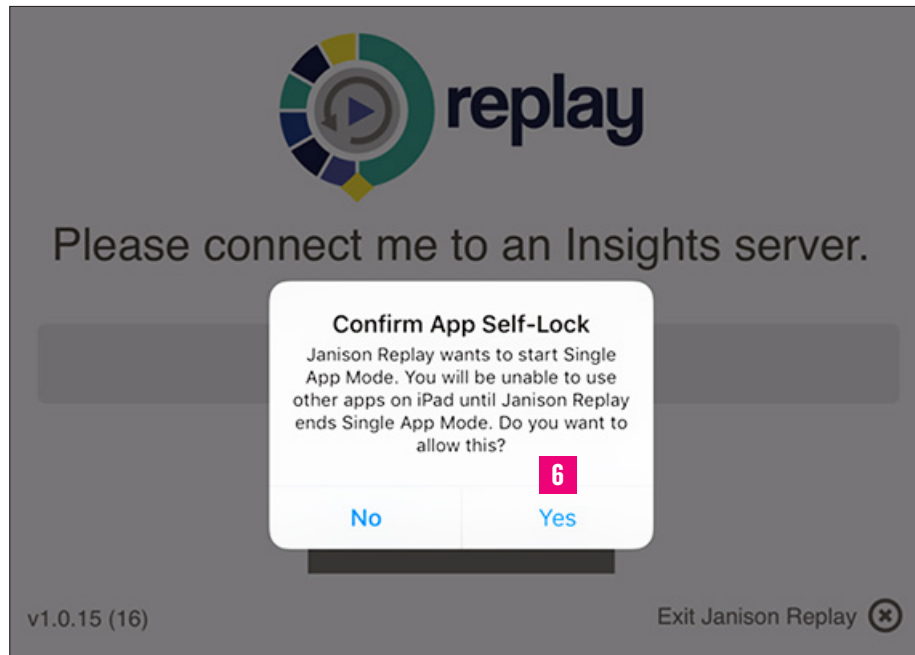 replay
Please connect me to an Insights server.
Confirm App Self-Lock
Janison Replay wants to start Single
App Mode. You will be unable to use
other apps on iPad until Janison Replay
ends Single App Mode. Do you want to
allow this?
6
No Yes
v1.0.15 (16) Exit Janison Replay